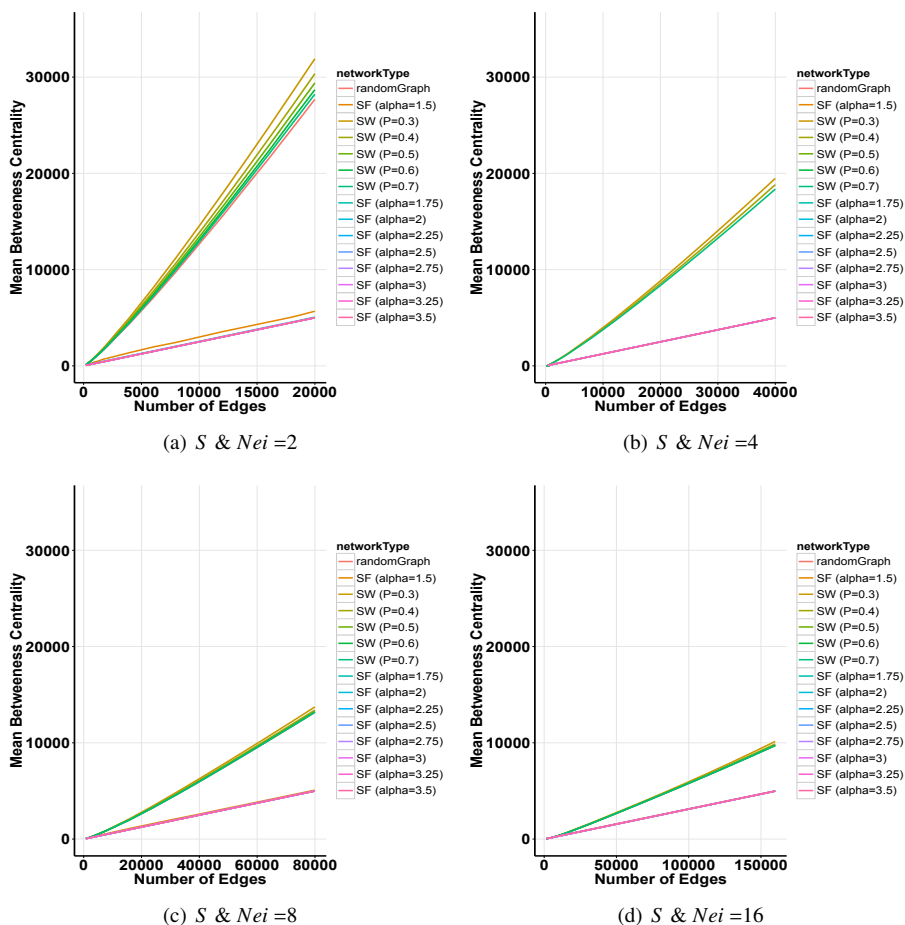 Mean Betweeness Centrality
30000
20000
10000
0
0 5000 10000 15000 20000
Number of Edges
networkType
randomGraph
SF (alpha=1.5)
SW (P=0.3)
SW (P=0.4)
SW (P=0.5)
SW (P=0.6)
SW (P=0.7)
SF (alpha=1.75)
SF (alpha=2)
SF (alpha=2.25)
SF (alpha=2.5)
SF (alpha=2.75)
SF (alpha=3)
SF (alpha=3.25)
SF (alpha=3.5)
(a) S & Nei =2
Mean Betweeness Centrality
30000
20000
10000
0
0 10000 20000 30000 40000
Number of Edges
networkType
randomGraph
SF (alpha=1.5)
SW (P=0.3)
SW (P=0.4)
SW (P=0.5)
SW (P=0.6)
SW (P=0.7)
SF (alpha=1.75)
SF (alpha=2)
SF (alpha=2.25)
SF (alpha=2.5)
SF (alpha=2.75)
SF (alpha=3)
SF (alpha=3.25)
SF (alpha=3.5)
(b) S & Nei =4
Mean Betweeness Centrality
30000
20000
10000
0
0 20000 40000 60000 80000
Number of Edges
networkType
randomGraph
SF (alpha=1.5)
SW (P=0.3)
SW (P=0.4)
SW (P=0.5)
SW (P=0.6)
SW (P=0.7)
SF (alpha=1.75)
SF (alpha=2)
SF (alpha=2.25)
SF (alpha=2.5)
SF (alpha=2.75)
SF (alpha=3)
SF (alpha=3.25)
SF (alpha=3.5)
(c) S & Nei =8
Mean Betweeness Centrality
30000
20000
10000
0
0 50000 100000 150000
Number of Edges
networkType
randomGraph
SF (alpha=1.5)
SW (P=0.3)
SW (P=0.4)
SW (P=0.5)
SW (P=0.6)
SW (P=0.7)
SF (alpha=1.75)
SF (alpha=2)
SF (alpha=2.25)
SF (alpha=2.5)
SF (alpha=2.75)
SF (alpha=3)
SF (alpha=3.25)
SF (alpha=3.5)
(d) S & Nei =16